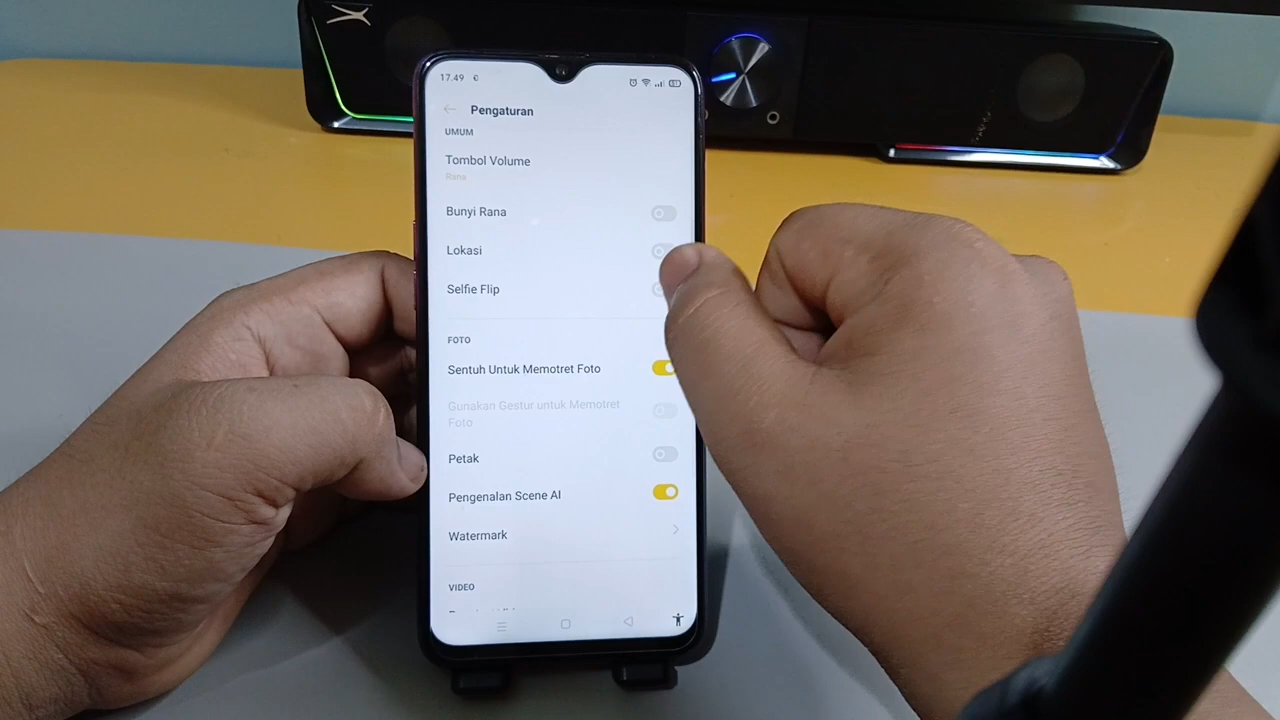 17.49
Pengaturan
UMUM
Tombol Volume
Rana
Bunyi Rana
Lokasi
Selfie Flip
FOTO
Sentuh Untuk Memotret Foto
Gunakan Gestur untuk Memotret
Foto
Petak
Pengenalan Scene AI
Watermark
VIDEO